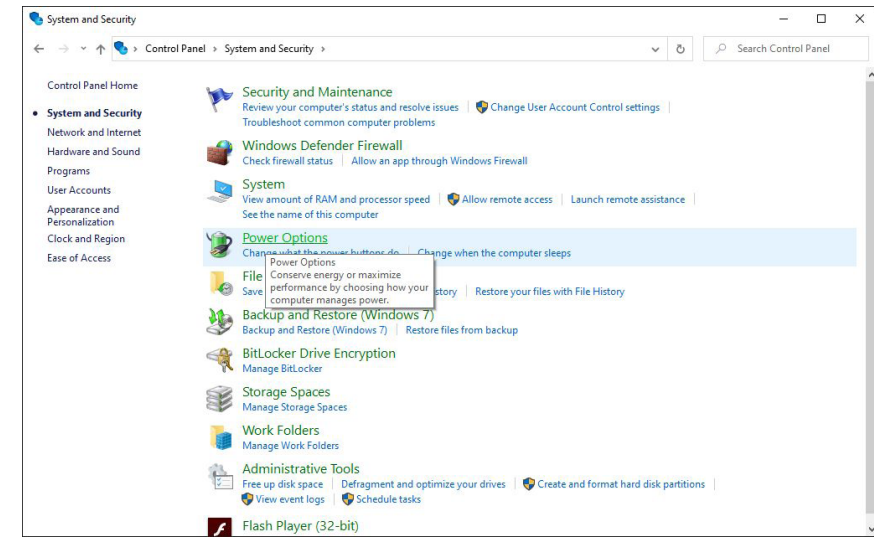 System and Security
Control Panel › System and Security ›
Search Control Panel
Control Panel Home
System and Security
Network and Internet
Hardware and Sound
Programs
User Accounts
Appearance and
Personalization
Clock and Region
Ease of Access
Security and Maintenance
Review your computer's status and resolve issues | Change User Account Control settings |
Troubleshoot common computer problems
Windows Defender Firewall
Check firewall status | Allow an app through Windows Firewall
System
View amount of RAM and processor speed | Allow remote access | Launch remote assistance |
See the name of this computer
Power Options
Change what the power buttons do | Change when the computer sleeps
Power Options
Conserve energy or maximize
performance by choosing how your
computer manages power.
File
Save
story | Restore your files with File History
Backup and Restore (Windows 7)
Backup and Restore (Windows 7) | Restore files from backup
BitLocker Drive Encryption
Manage BitLocker
Storage Spaces
Manage Storage Spaces
Work Folders
Manage Work Folders
Administrative Tools
Free up disk space | Defragment and optimize your drives | Create and format hard disk partitions |
View event logs | Schedule tasks
Flash Player (32-bit)